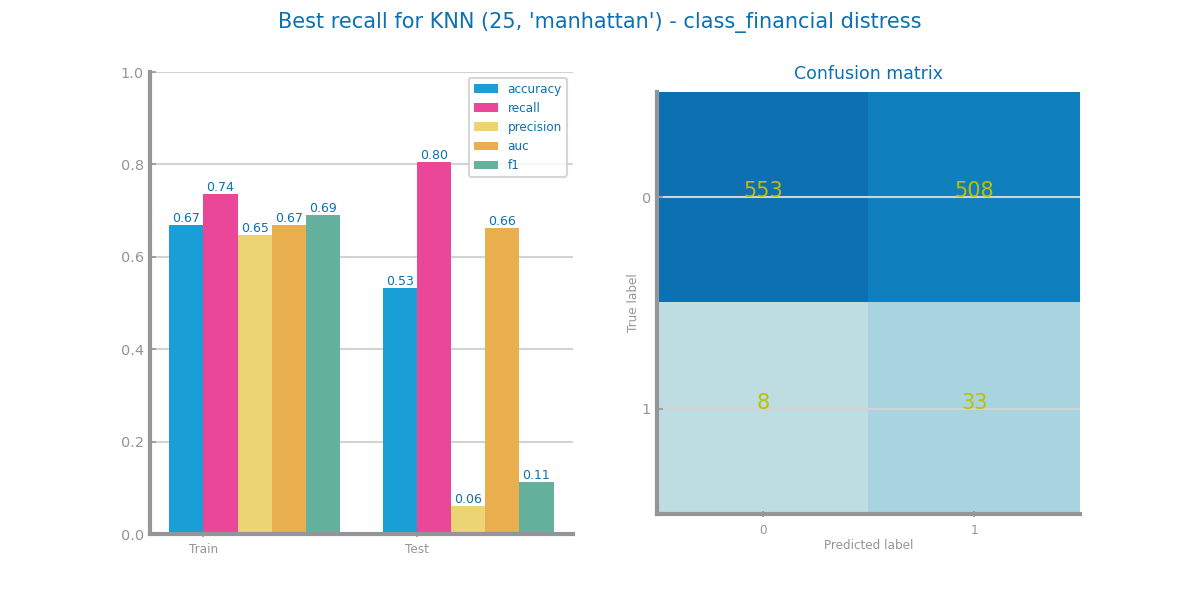 Best recall for KNN (25, 'manhattan') - class_financial distress
1.0
0.8
0.6
0.4
0.2
0.0
accuracy
recall
precision
auc
f1
0.67
0.74
0.65
0.67
0.69
0.53
0.80
0.06
0.66
0.11
Train
Test
Confusion matrix
True label
0
1
553
508
8
33
0
1
Predicted label